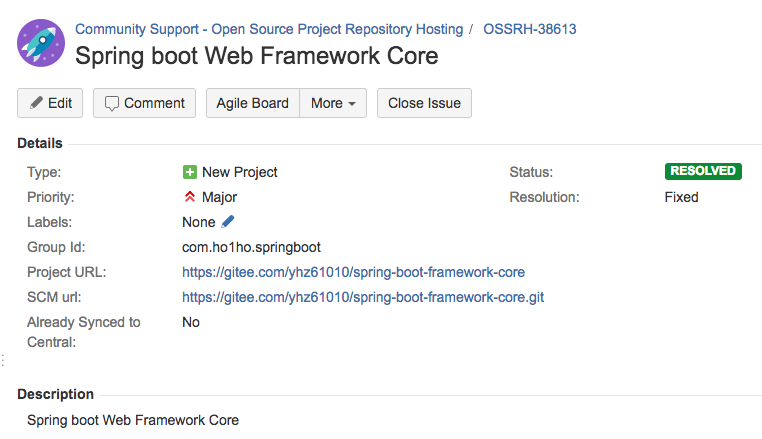 Community Support - Open Source Project Repository Hosting / OSSRH-38613
Spring boot Web Framework Core
Edit Comment Agile Board More Close Issue
Details
Type: New Project Status: RESOLVED
Priority: Major Resolution: Fixed
Labels: None
Group Id: com.ho1ho.springboot
Project URL: https://gitee.com/yhz61010/spring-boot-framework-core
SCM url: https://gitee.com/yhz61010/spring-boot-framework-core.git
Already Synced to No
Central:
Description
Spring boot Web Framework Core